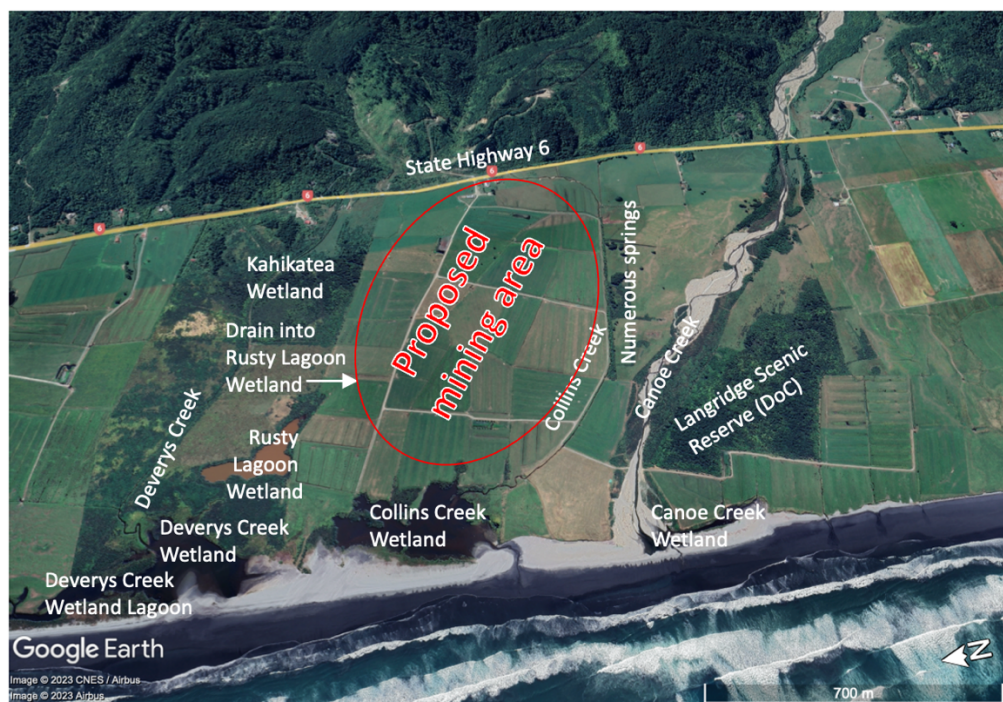 State Highway 6
6
6
6
6
Numerous springs
Kahikatea
Wetland
Proposed
mining area
Drain into
Rusty Lagoon
Wetland
Collins Creek
Canoe Creek
Langridge Scenic
Reserve (DoC)
Deverys Creek
Rusty
Lagoon
Wetland
Collins Creek
Wetland
Canoe Creek
Wetland
Deverys Creek
Wetland
Deverys Creek
Wetland Lagoon
Google Earth
Image © 2023 CNES / Airbus
Image © 2023 Airbus
N
700 m